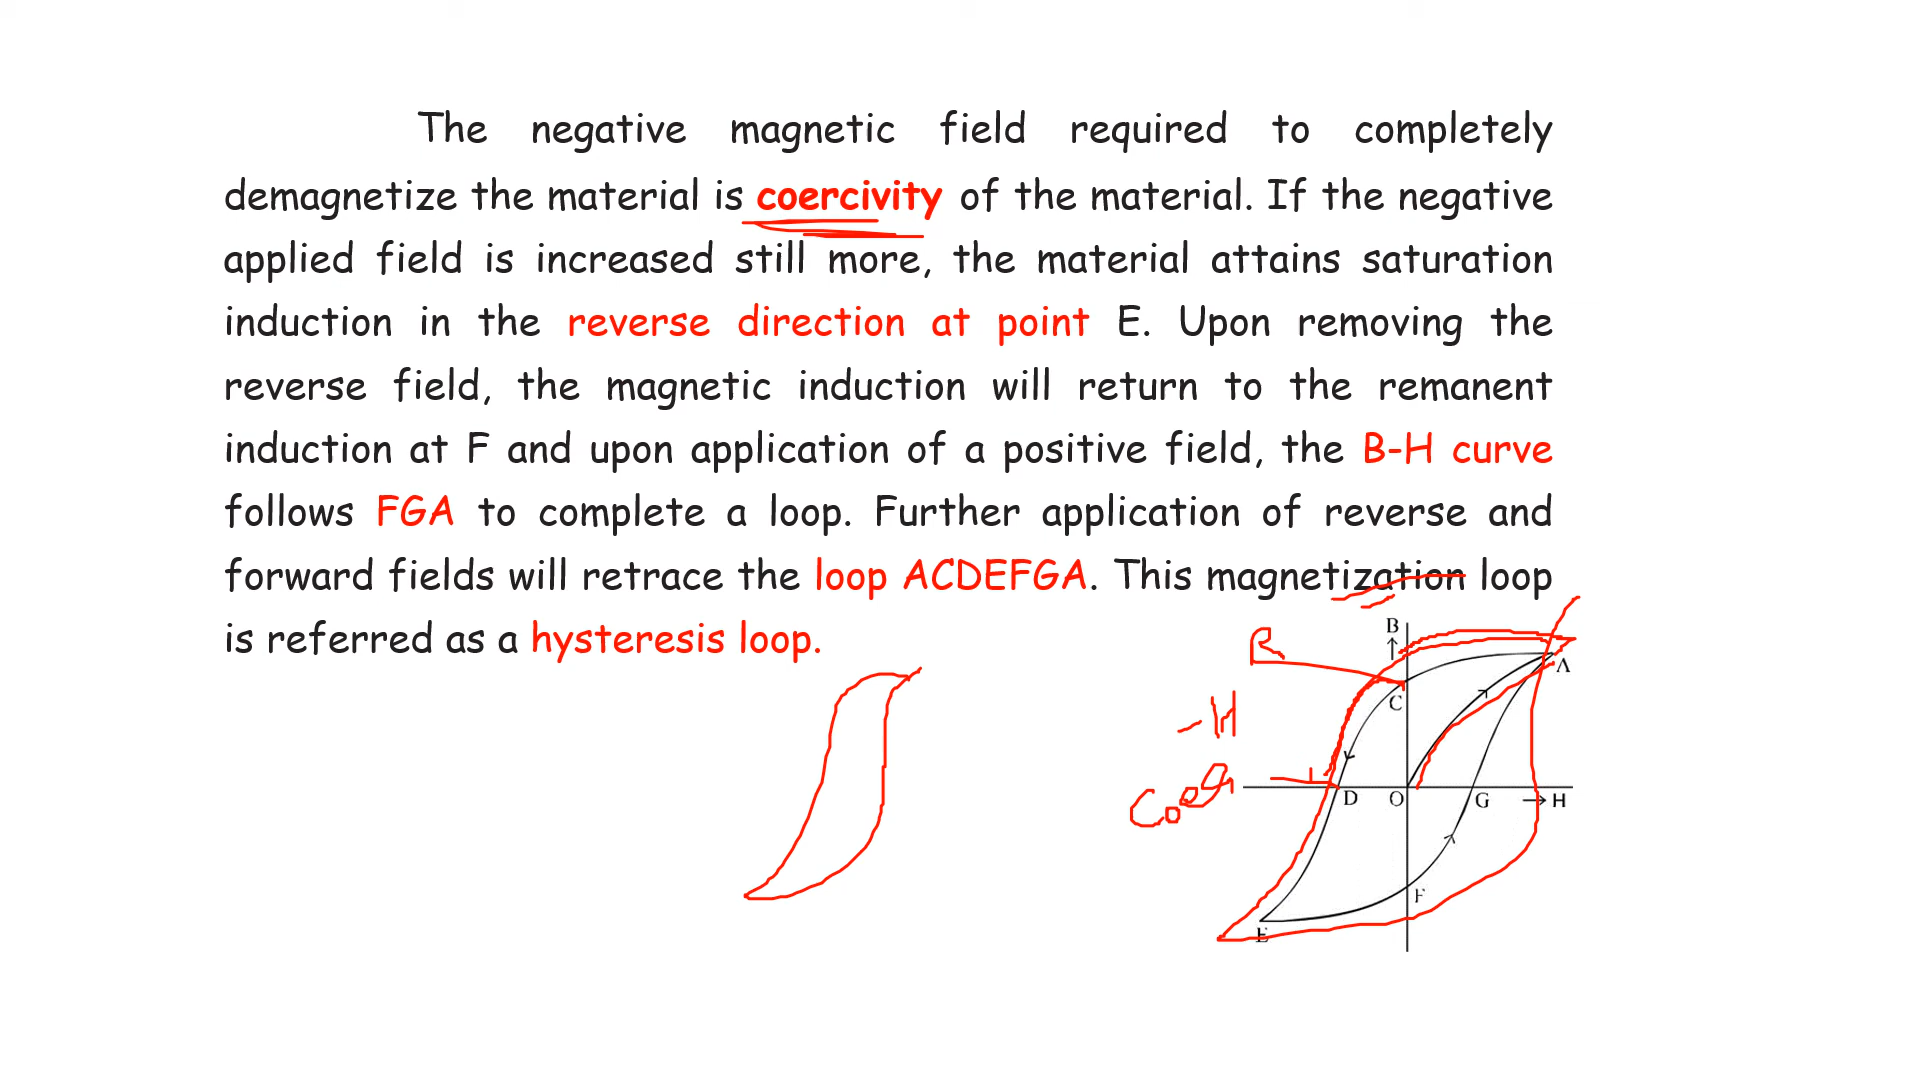 The negative magnetic field required to completely
demagnetize the material is coercivity of the material. If the negative
applied field is increased still more, the material attains saturation
induction in the reverse direction at point E. Upon removing the
reverse field, the magnetic induction will return to the remanent
induction at F and upon application of a positive field, the B-H curve
follows FGA to complete a loop. Further application of reverse and
forward fields will retrace the loop ACDEFGA. This magnetization loop
is referred as a hysteresis loop.
B
R
A
C
-H
D
O
G
H
F
E